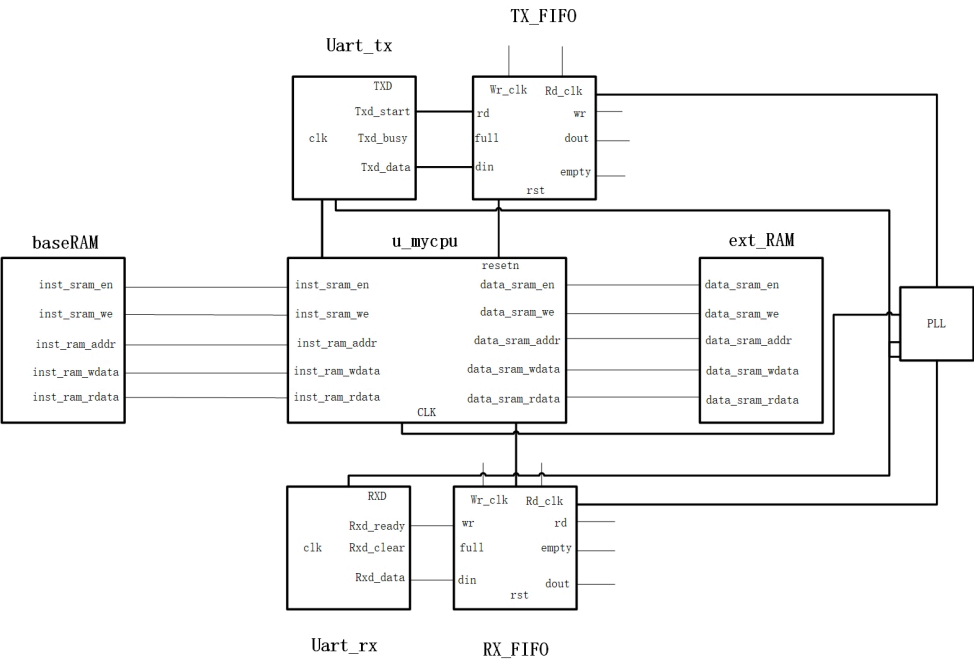 TX_FIFO
Uart_tx
TXD
Txd_start
clk
Txd_busy
Txd_data
Wr_clk
Rd_clk
rd
wr
full
dout
din
empty
rst
baseRAM
inst_sram_en
inst_sram_we
inst_ram_addr
inst_ram_wdata
inst_ram_rdata
u_mycpu
resetn
inst_sram_en
data_sram_en
inst_sram_we
data_sram_we
inst_ram_addr
data_sram_addr
inst_ram_wdata
data_sram_wdata
inst_ram_rdata
data_sram_rdata
CLK
ext_RAM
data_sram_en
data_sram_we
data_sram_addr
data_sram_wdata
data_sram_rdata
PLL
RXD
Rxd_ready
clk
Rxd_clear
Rxd_data
Uart_rx
Wr_clk
Rd_clk
wr
rd
full
empty
din
dout
rst
RX_FIFO